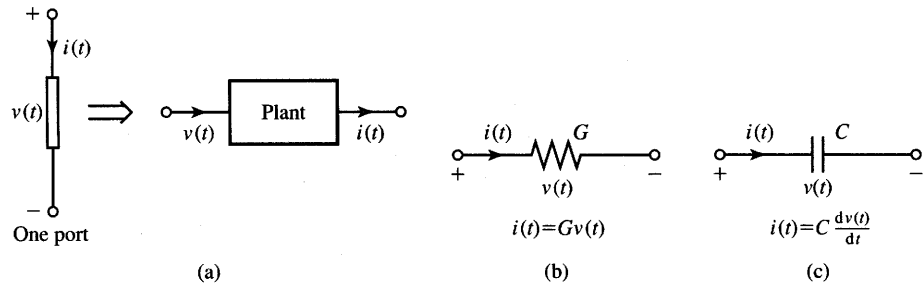 +
i(t)
v(t)
−
One port
v(t)
Plant
i(t)
(a)
i(t)
G
+
−
v(t)
i(t)=Gv(t)
(b)
i(t)
C
+
−
v(t)
i(t)=C dv(t)/dt
(c)